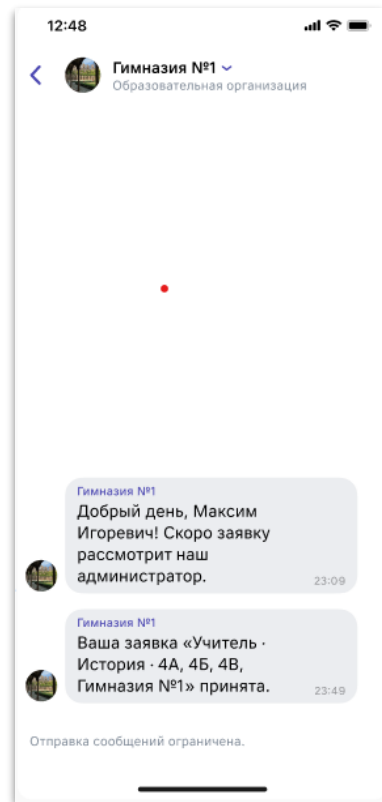 12:48
Гимназия №1
Образовательная организация
Гимназия №1
Добрый день, Максим
Игоревич! Скоро заявку
рассмотрит наш
администратор.
23:09
Гимназия №1
Ваша заявка «Учитель ·
История · 4А, 4Б, 4В,
Гимназия №1» принята.
23:49
Отправка сообщений ограничена.